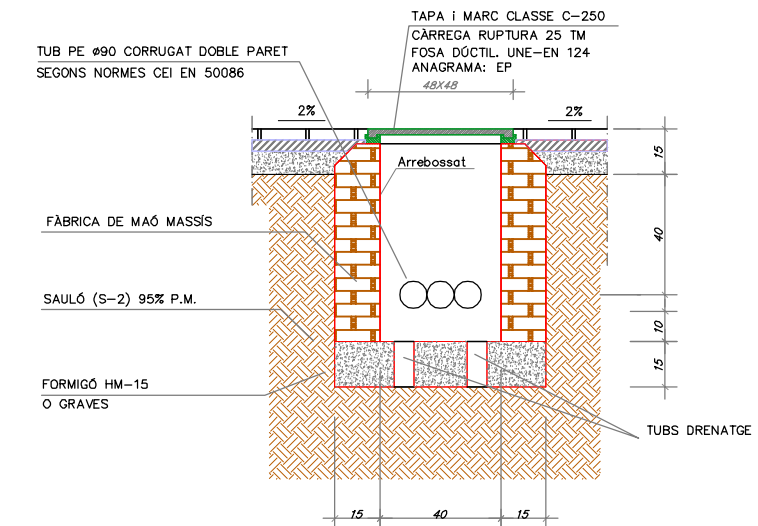 TAPA i MARC CLASSE C-250
CÀRREGA RUPTURA 25 TM
FOSA DÚCTIL. UNE-EN 124
ANAGRAMA: EP
TUB PE ø90 CORRUGAT DOBLE PARET
SEGONS NORMES CEI EN 50086
48X48
2%
2%
Arrebossat
15
FÀBRICA DE MAÓ MASSÍS
40
SAULÓ (S-2) 95% P.M.
10
15
FORMIGÓ HM-15
O GRAVES
TUBS DRENATGE
15
40
15